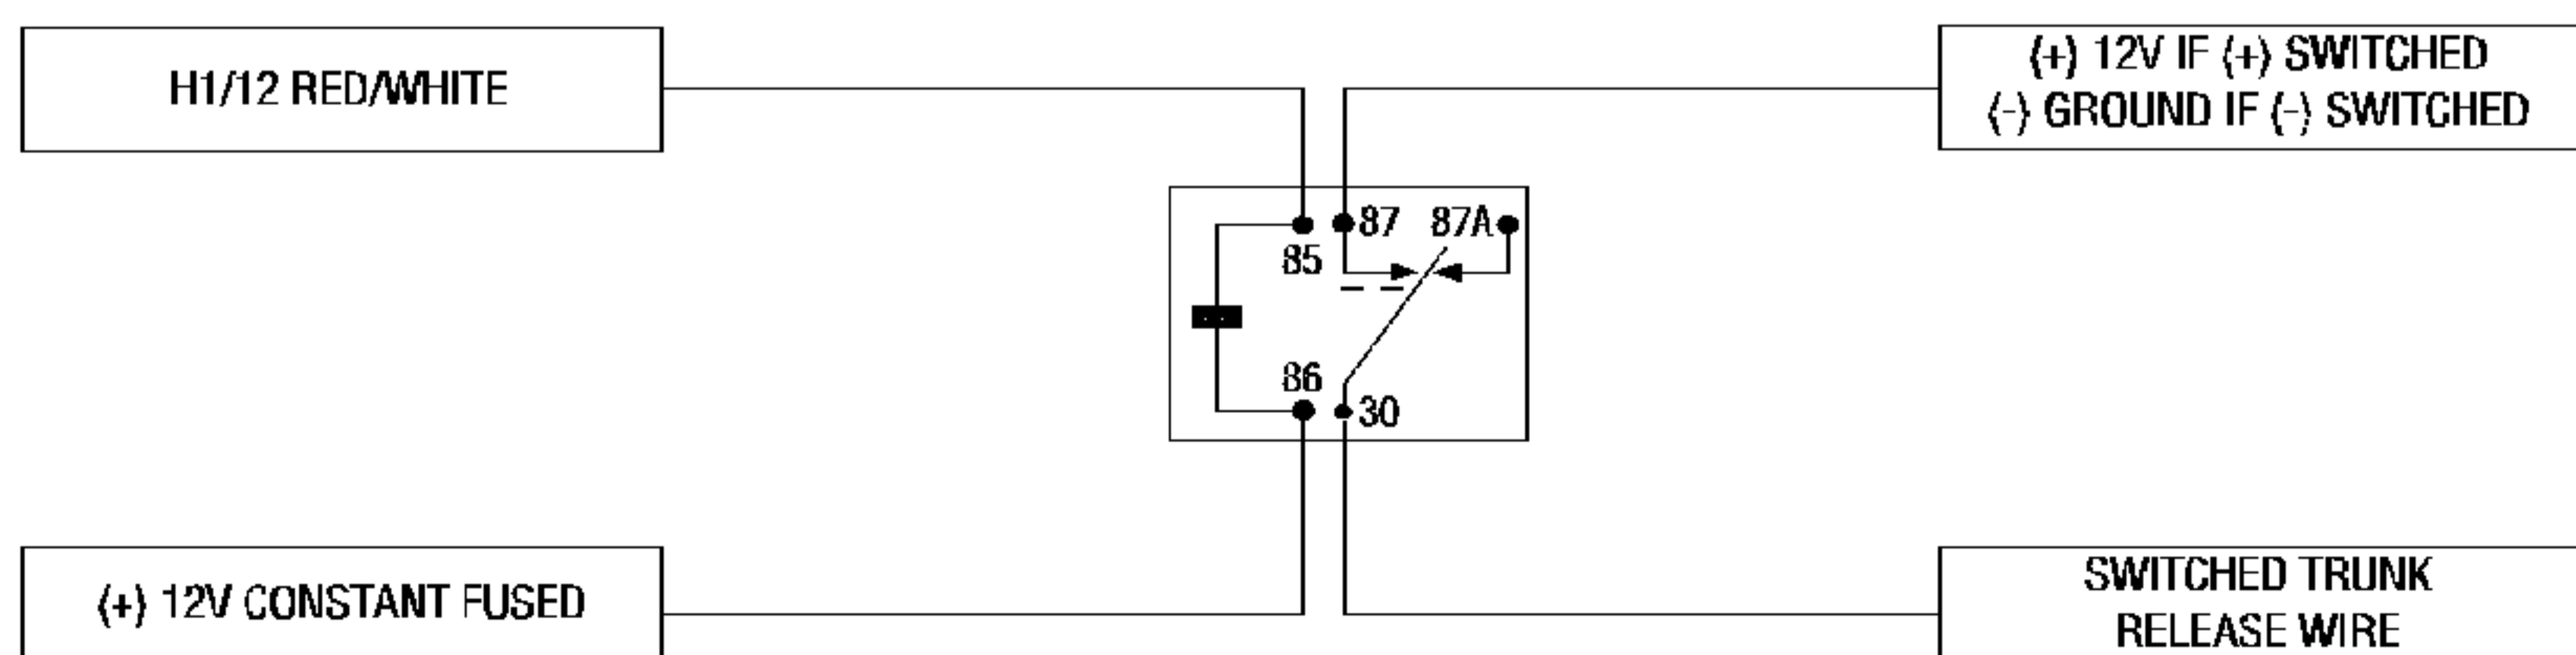 H1/12 RED/WHITE
(+) 12V IF (+) SWITCHED
(-) GROUND IF (-) SWITCHED
87
87A
85
86
30
(+) 12V CONSTANT FUSED
SWITCHED TRUNK
RELEASE WIRE